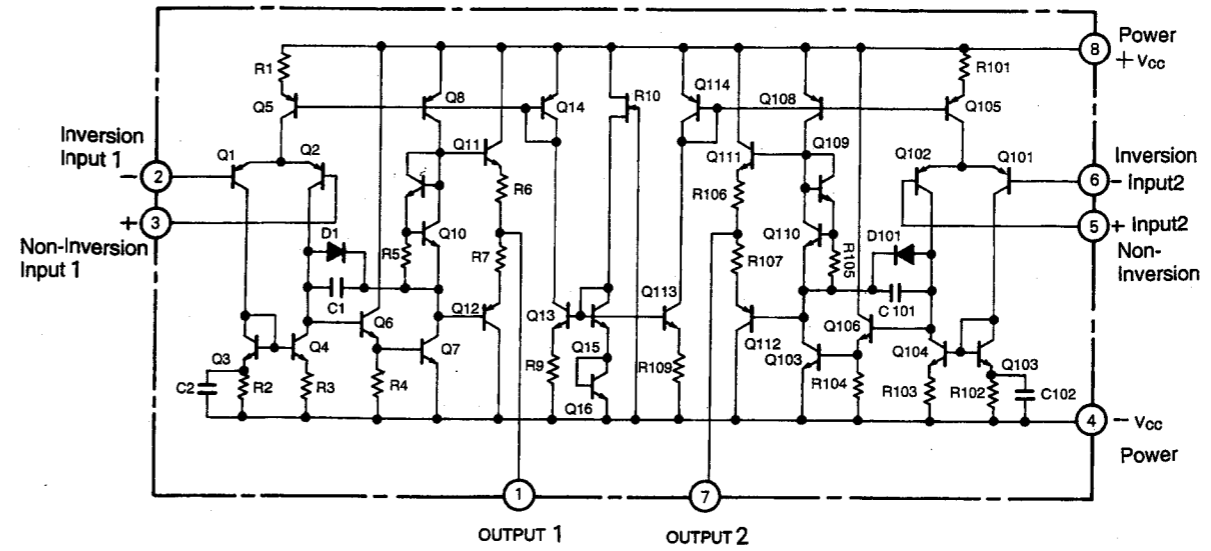 Power
8
+ Vcc
R1
Q5
Q8
Q14
R10
Q114
Q108
R101
Q105
Inversion
Input 1
Q1
Q2
Q11
Q111
Q109
Q102
Q101
Inversion
Input2
−
2
R6
R106
6
−
+
3
Non-Inversion
Input 1
D1
R5
Q10
R7
Q110
R105
D101
R107
5
+ Input2
Non-
Inversion
C1
Q6
Q12
Q13
Q113
Q112
Q106
C101
Q3
Q4
Q7
Q15
Q103
Q104
Q103
C2
R2
R3
R4
R9
Q16
R109
R104
R103
R102
C102
4
− Vcc
Power
1
7
OUTPUT 1
OUTPUT 2